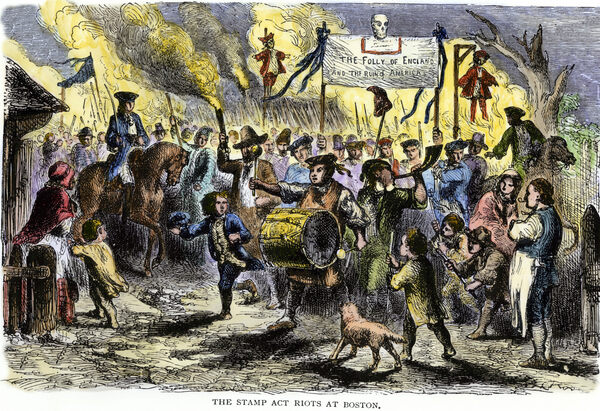 THE FOLLY OF ENGLAND
AND THE RUIN OF AMERICA
THE STAMP ACT RIOTS AT BOSTON.